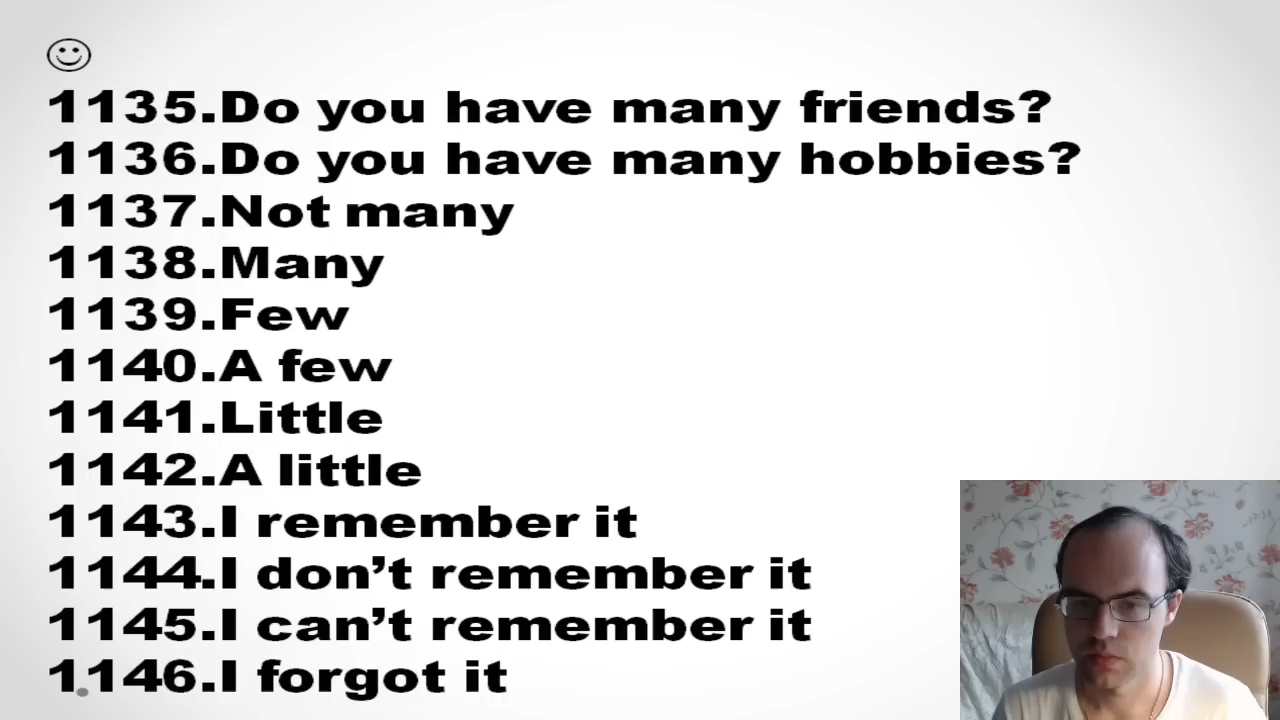 1135.Do you have many friends?
1136.Do you have many hobbies?
1137.Not many
1138.Many
1139.Few
1140.A few
1141.Little
1142.A little
1143.I remember it
1144.I don’t remember it
1145.I can’t remember it
1146.I forgot it